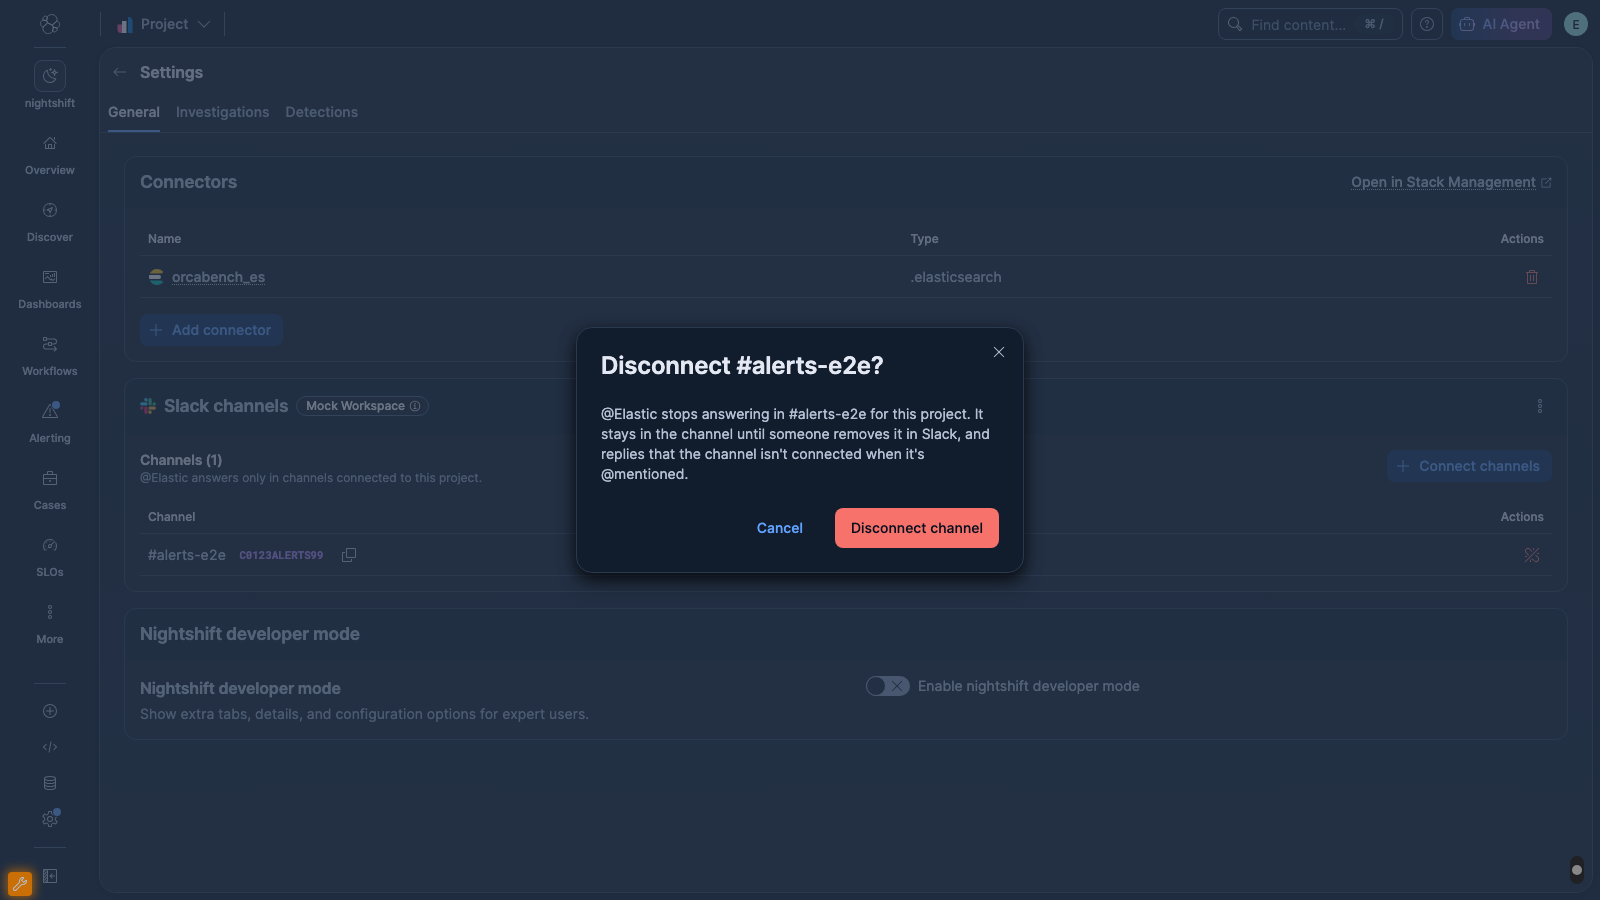 Project
Find content...
⌘ /
AI Agent
E
nightshift
Overview
Discover
Dashboards
Workflows
Alerting
Cases
SLOs
More
Settings
General
Investigations
Detections
Connectors
Open in Stack Management
Name
Type
Actions
orcabench_es
.elasticsearch
Add connector
Slack channels
Mock Workspace
Channels (1)
@Elastic answers only in channels connected to this project.
Connect channels
Channel
Actions
#alerts-e2e
C0123ALERTS99
Nightshift developer mode
Nightshift developer mode
Show extra tabs, details, and configuration options for expert users.
Enable nightshift developer mode
Disconnect #alerts-e2e?
@Elastic stops answering in #alerts-e2e for this project. It
stays in the channel until someone removes it in Slack, and
replies that the channel isn't connected when it's
@mentioned.
Cancel
Disconnect channel